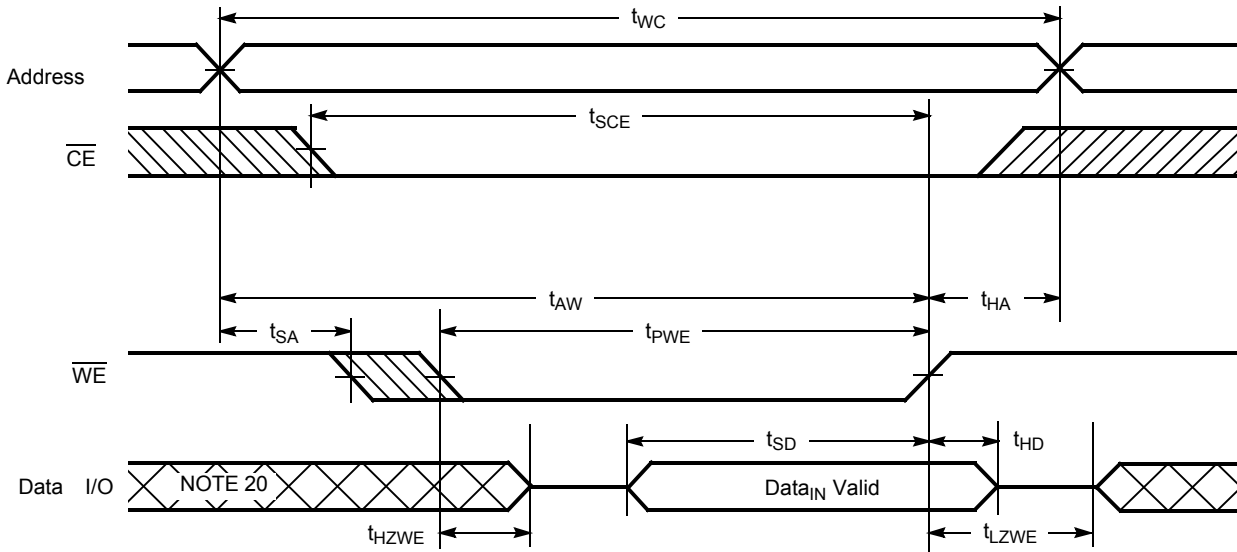 tWC
Address
tSCE
CE
tAW
tHA
tSA
tPWE
WE
tSD
tHD
Data I/O
NOTE 20
DataIN Valid
tHZWE
tLZWE